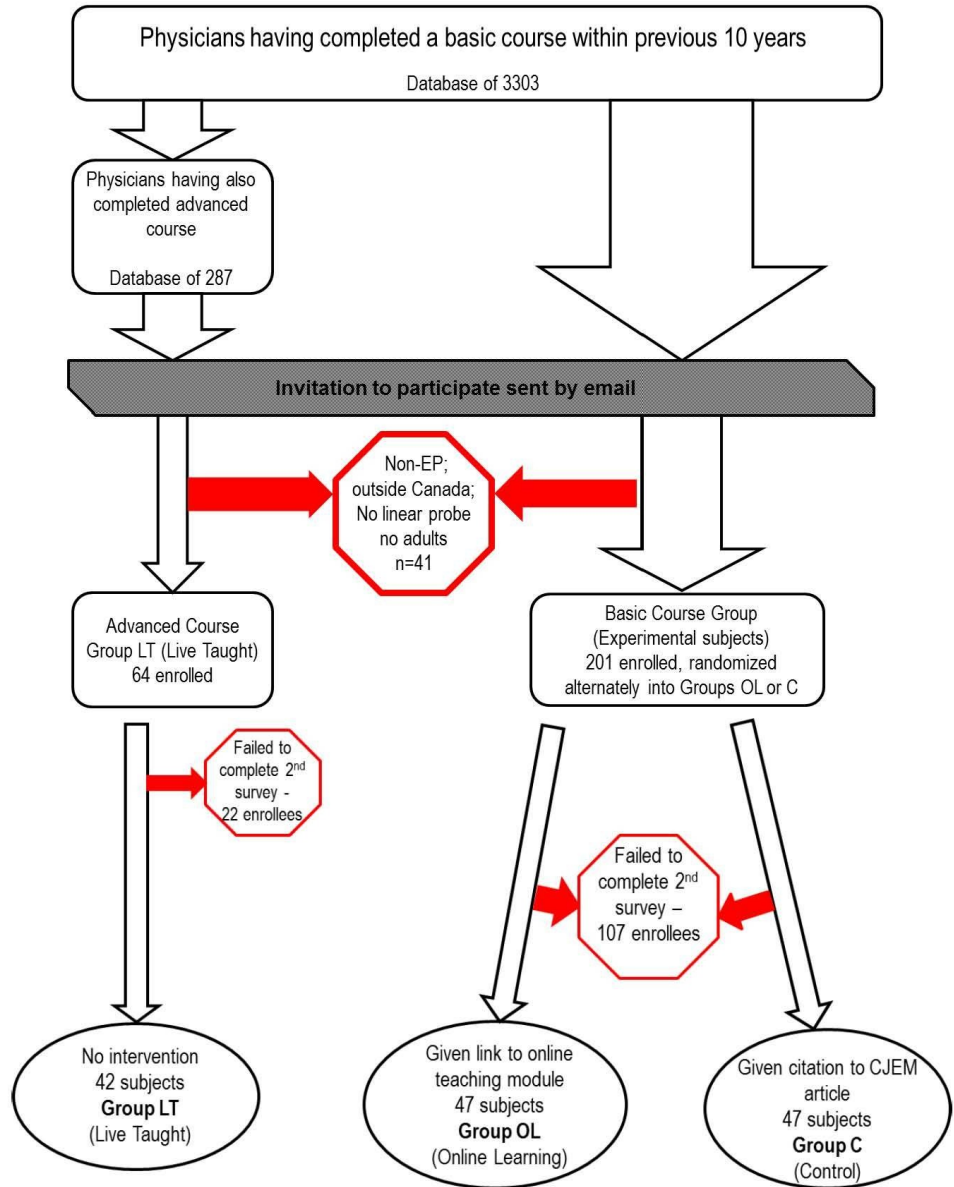 Physicians having completed a basic course within previous 10 years
Database of 3303
Physicians having also
completed advanced
course
Database of 287
Invitation to participate sent by email
Non-EP;
outside Canada;
No linear probe
no adults
n=41
Advanced Course
Group LT (Live Taught)
64 enrolled
Basic Course Group
(Experimental subjects)
201 enrolled, randomized
alternately into Groups OL or C
Failed to
complete 2nd
survey -
22 enrollees
Failed to
complete 2nd
survey –
107 enrollees
No intervention
42 subjects
Group LT
(Live Taught)
Given link to online
teaching module
47 subjects
Group OL
(Online Learning)
Given citation to CJEM
article
47 subjects
Group C
(Control)